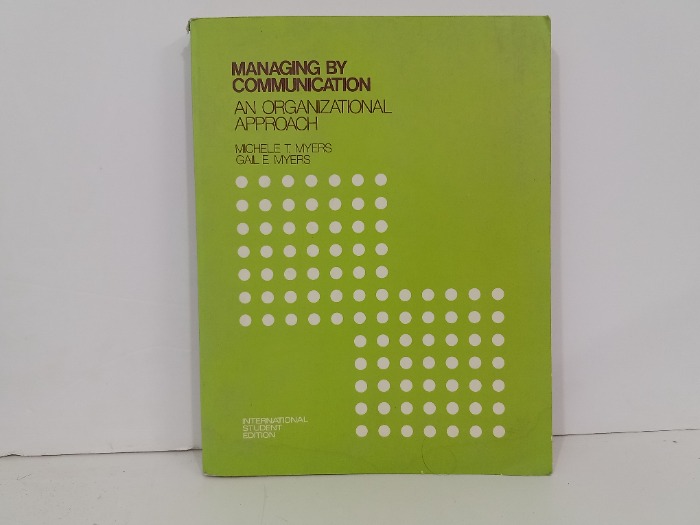 MANAGING BY
COMMUNICATION
AN ORGANIZATIONAL
APPROACH
MICHELE T. MYERS
GAIL E. MYERS
INTERNATIONAL
STUDENT
EDITION